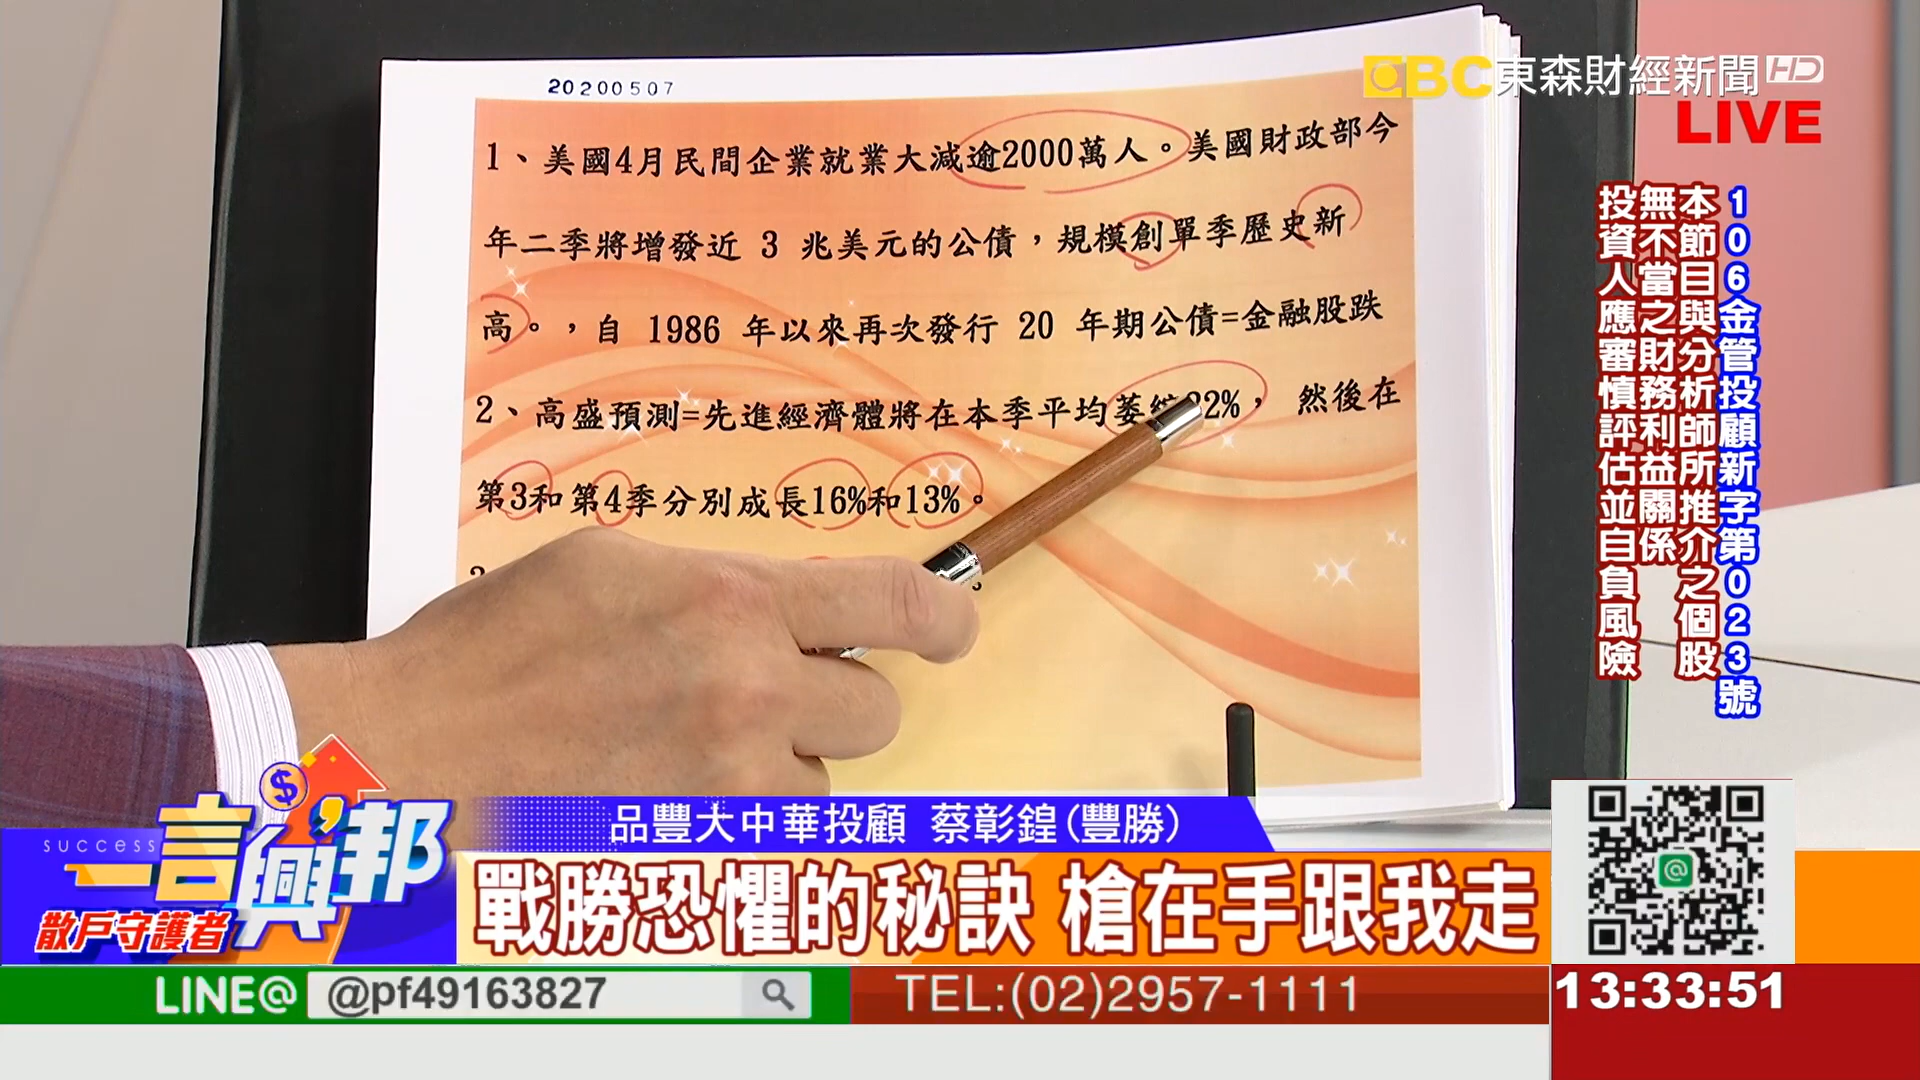 20200507
1、美國4月民間企業就業大減逾2000萬人。美國財政部今
年二季將增發近 3 兆美元的公債，規模創單季歷史新
高。，自 1986 年以來再次發行 20 年期公債=金融股跌
2、高盛預測=先進經濟體將在本季平均萎縮32%， 然後在
第3和第4季分別成長16%和13%。
EBC東森財經新聞HD
LIVE
106金管投顧新字第023號
本節目與分析師所推介之個股
無不當之財務利益關係
投資人應審慎評估並自負風險
success
一言興邦
散戶守護者
品豐大中華投顧 蔡彰鍠(豐勝)
戰勝恐懼的秘訣 槍在手跟我走
LINE@ @pf49163827
TEL:(02)2957-1111
13:33:51